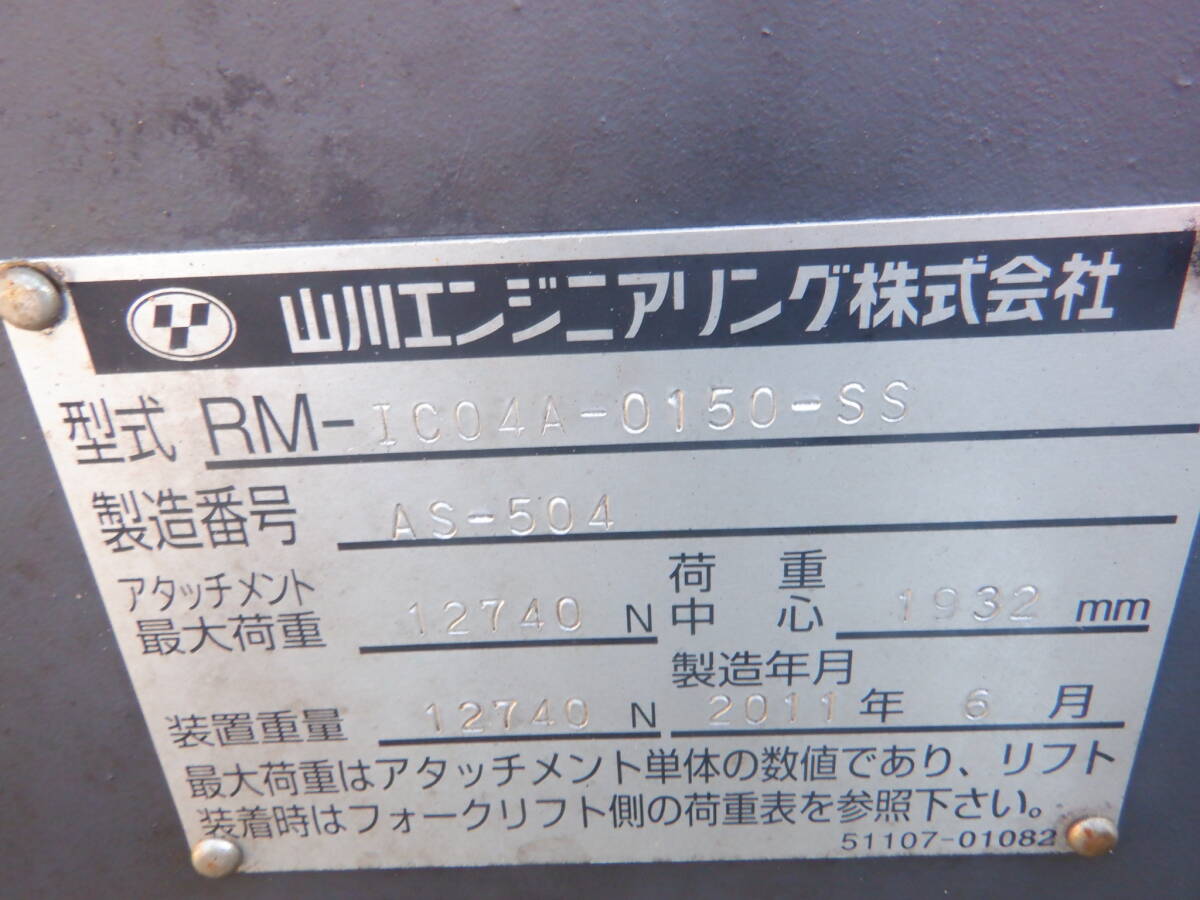 山川エンジニアリング株式会社
型式 RM-IC04A-0150-SS
製造番号 AS-504
アタッチメント最大荷重 12740 N 荷重中心 1932 mm
製造年月
装置重量 12740 N 2011年 6月
最大荷重はアタッチメント単体の数値であり、リフト
装着時はフォークリフト側の荷重表を参照下さい。
51107-01082